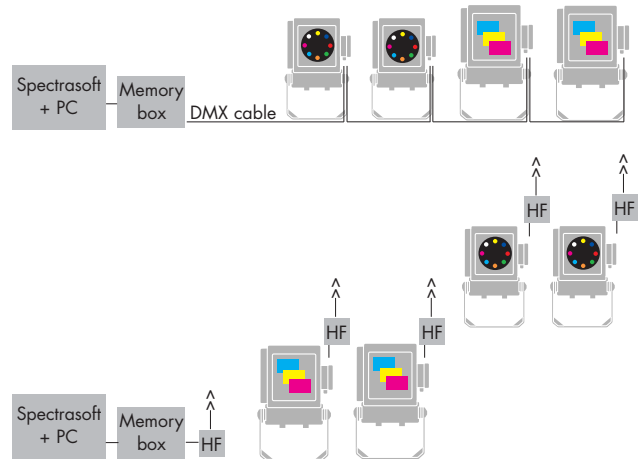 Spectrasoft
+ PC
Memory
box
DMX cable
HF
HF
HF
HF
Spectrasoft
+ PC
Memory
box
HF